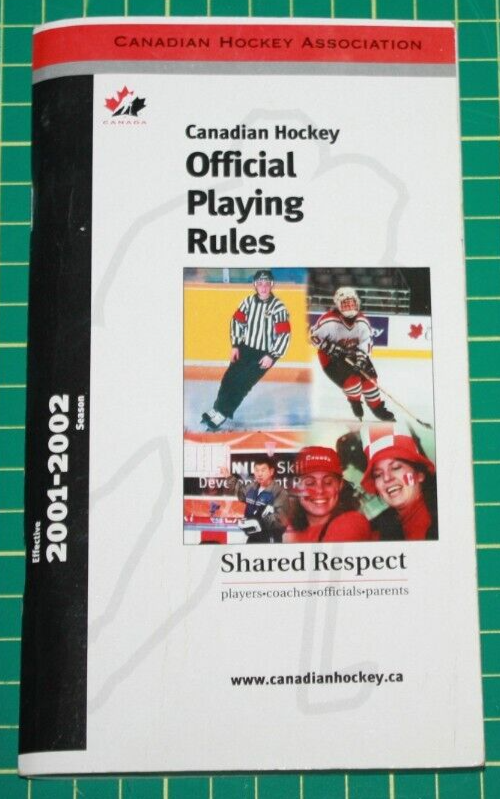 CANADIAN HOCKEY ASSOCIATION
CANADA
Canadian Hockey
Official
Playing
Rules
Effective
2001-2002
Season
Canada
Shared Respect
players•coaches•officials•parents
www.canadianhockey.ca